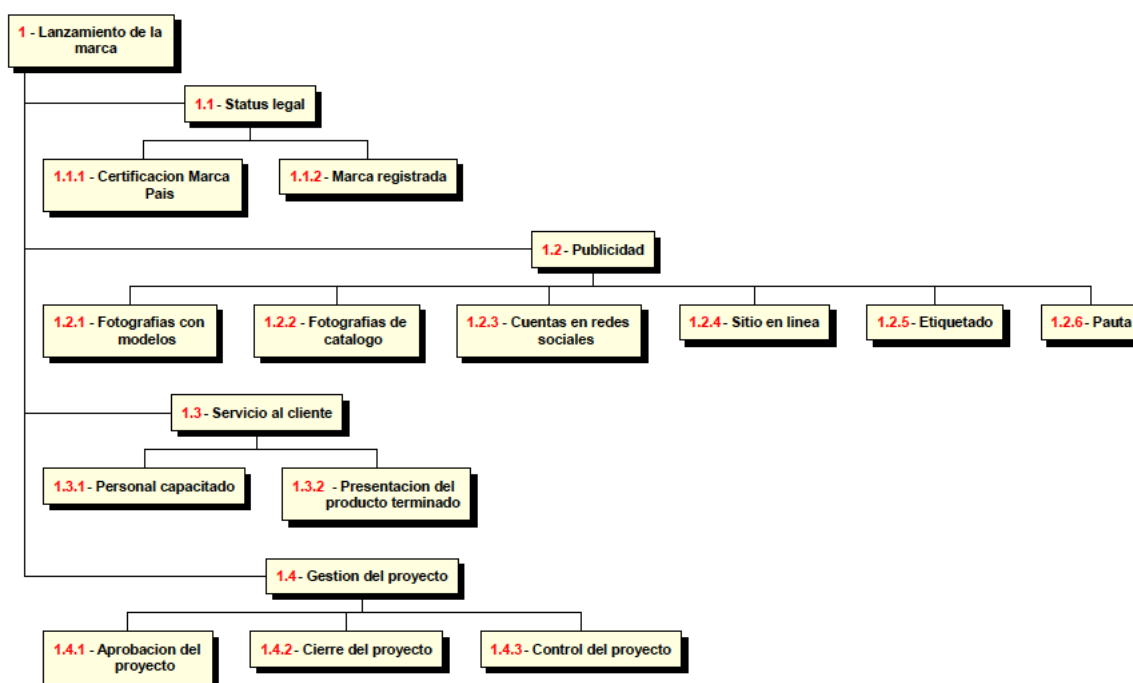 1 - Lanzamiento de la
marca
1.1 - Status legal
1.1.1 - Certificacion Marca
Pais
1.1.2 - Marca registrada
1.2 - Publicidad
1.2.1 - Fotografias con
modelos
1.2.2 - Fotografias de
catalogo
1.2.3 - Cuentas en redes
sociales
1.2.4 - Sitio en linea
1.2.5 - Etiquetado
1.2.6 - Pauta
1.3 - Servicio al cliente
1.3.1 - Personal capacitado
1.3.2 - Presentacion del
producto terminado
1.4 - Gestion del proyecto
1.4.1 - Aprobacion del
proyecto
1.4.2 - Cierre del proyecto
1.4.3 - Control del proyecto